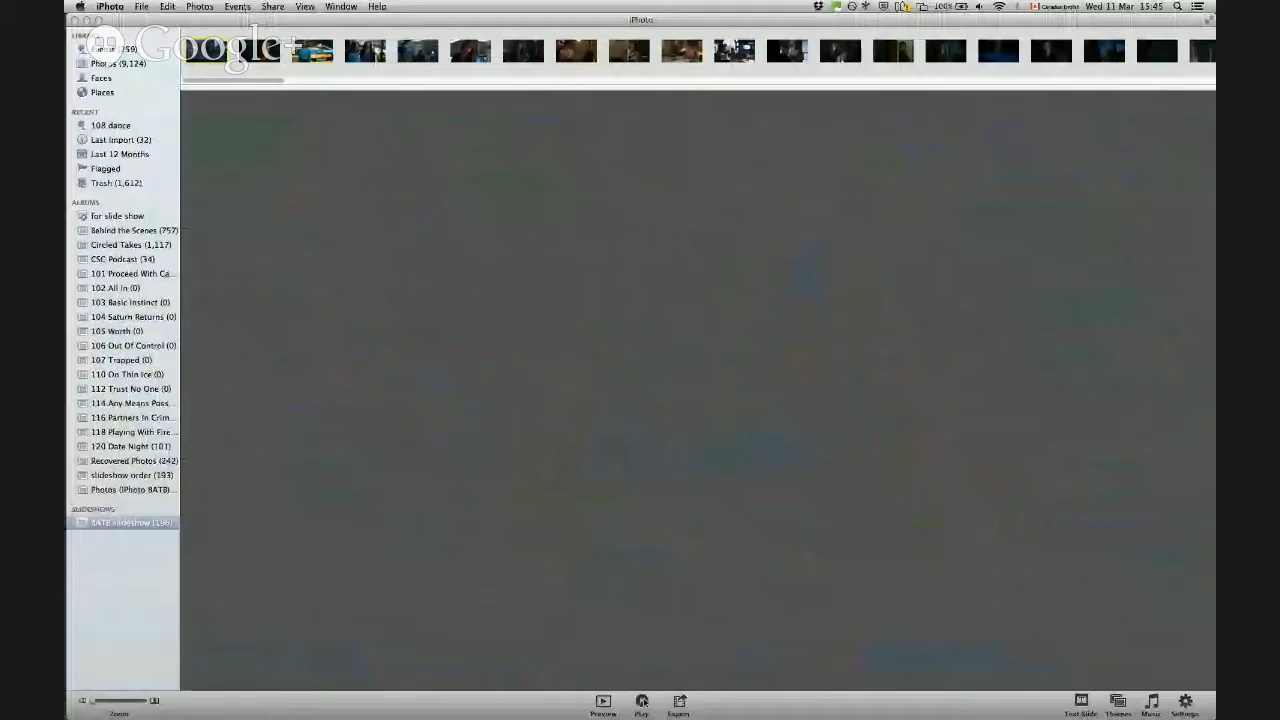 iPhoto File Edit Photos Events Share View Window Help 100% Wed 11 Mar 15:45
iPhoto
Google+
Photos (9,124)
Faces
Places
RECENT
108 dance
Last Import (32)
Last 12 Months
Flagged
Trash (1,612)
ALBUMS
for slide show
Behind the Scenes (757)
Circled Takes (1,117)
CSC Podcast (34)
101 Proceed With Ca...
102 All In (0)
103 Basic Instinct (0)
104 Saturn Returns (0)
105 Worth (0)
106 Out Of Control (0)
107 Trapped (0)
110 On Thin Ice (0)
112 Trust No One (0)
114 Any Means Poss...
116 Partners In Crim...
118 Playing With Fire...
120 Date Night (101)
Recovered Photos (242)
slideshow order (193)
Photos (iPhoto BATB)...
SLIDESHOWS
BATB slideshow (196)
Zoom
Preview Play Export Text Slide Themes Music Settings